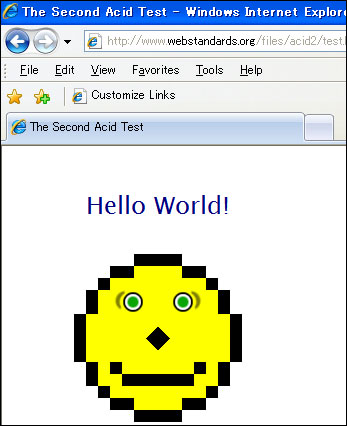 The Second Acid Test - Windows Internet Explore
http://www.webstandards.org/files/acid2/test.h
File Edit View Favorites Tools Help
Customize Links
The Second Acid Test
Hello World!